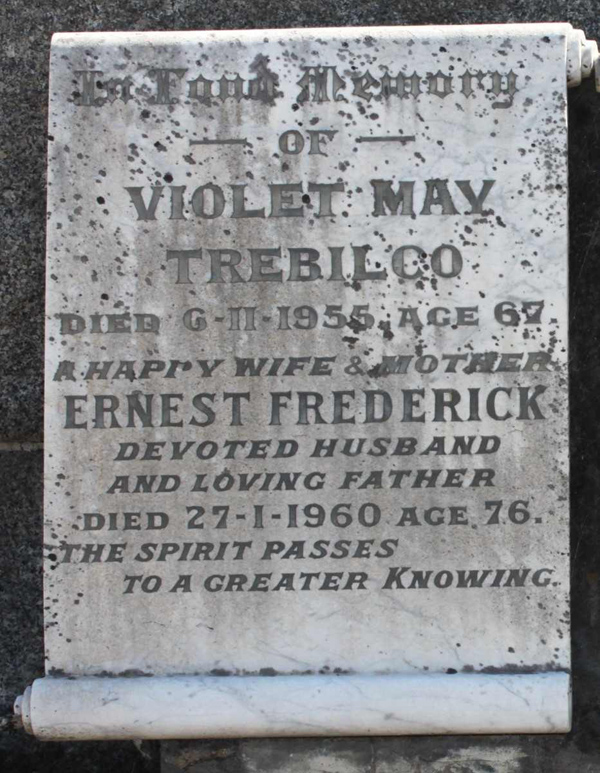 In Fond Memory
— OF —
VIOLET MAY
TREBILCO
DIED 6-11-1955. AGE 67.
A HAPPY WIFE & MOTHER
ERNEST FREDERICK
DEVOTED HUSBAND
AND LOVING FATHER
DIED 27-1-1960 AGE 76.
THE SPIRIT PASSES
TO A GREATER KNOWING.